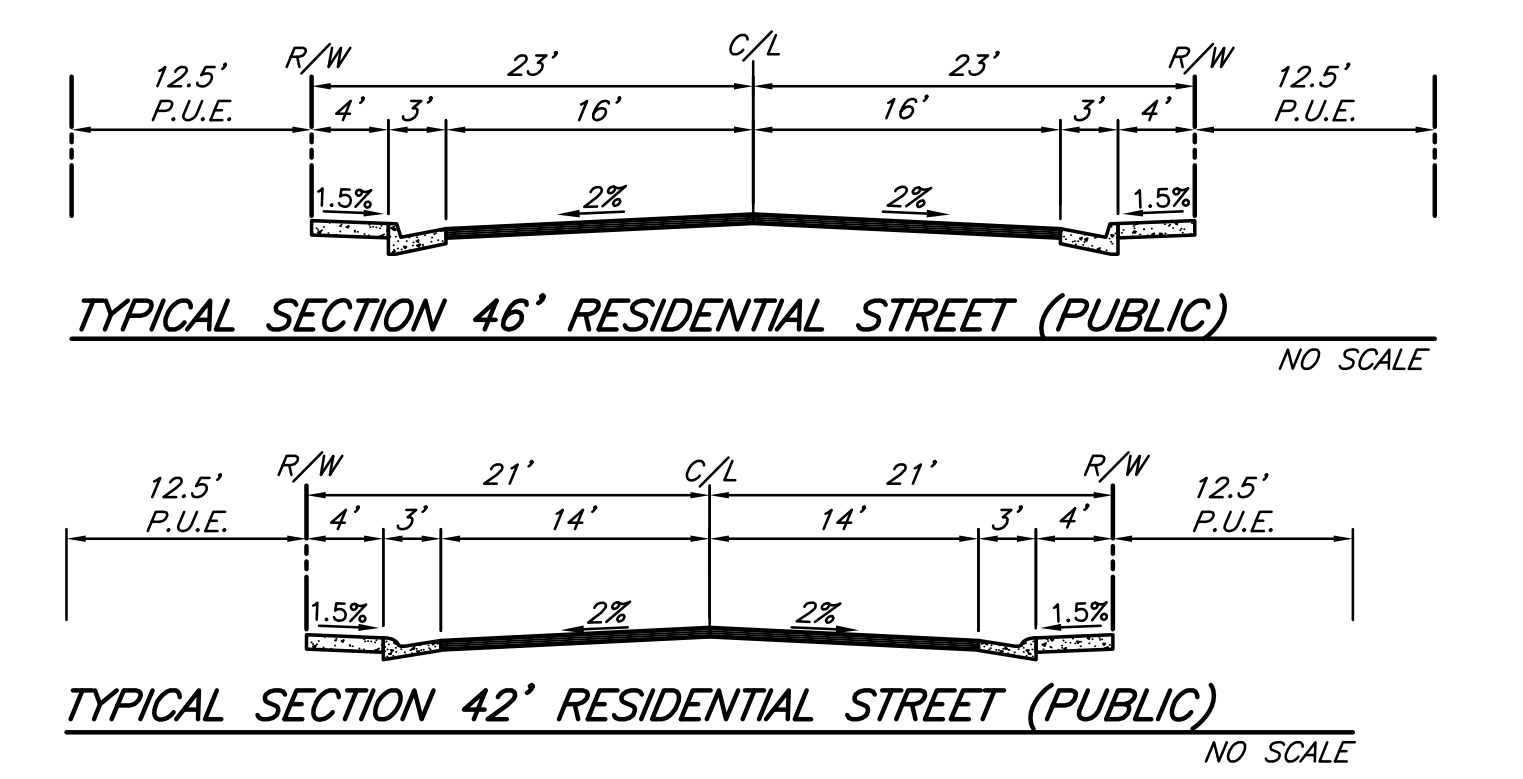 C/L
R/W R/W
12.5' 23' 23' 12.5'
P.U.E. 4' 3' 16' 16' 3' 4' P.U.E.
1.5% 2% 2% 1.5%
TYPICAL SECTION 46' RESIDENTIAL STREET (PUBLIC)
NO SCALE
R/W C/L R/W
12.5' 21' 21' 12.5'
P.U.E. 4' 3' 14' 14' 3' 4' P.U.E.
1.5% 2% 2% 1.5%
TYPICAL SECTION 42' RESIDENTIAL STREET (PUBLIC)
NO SCALE